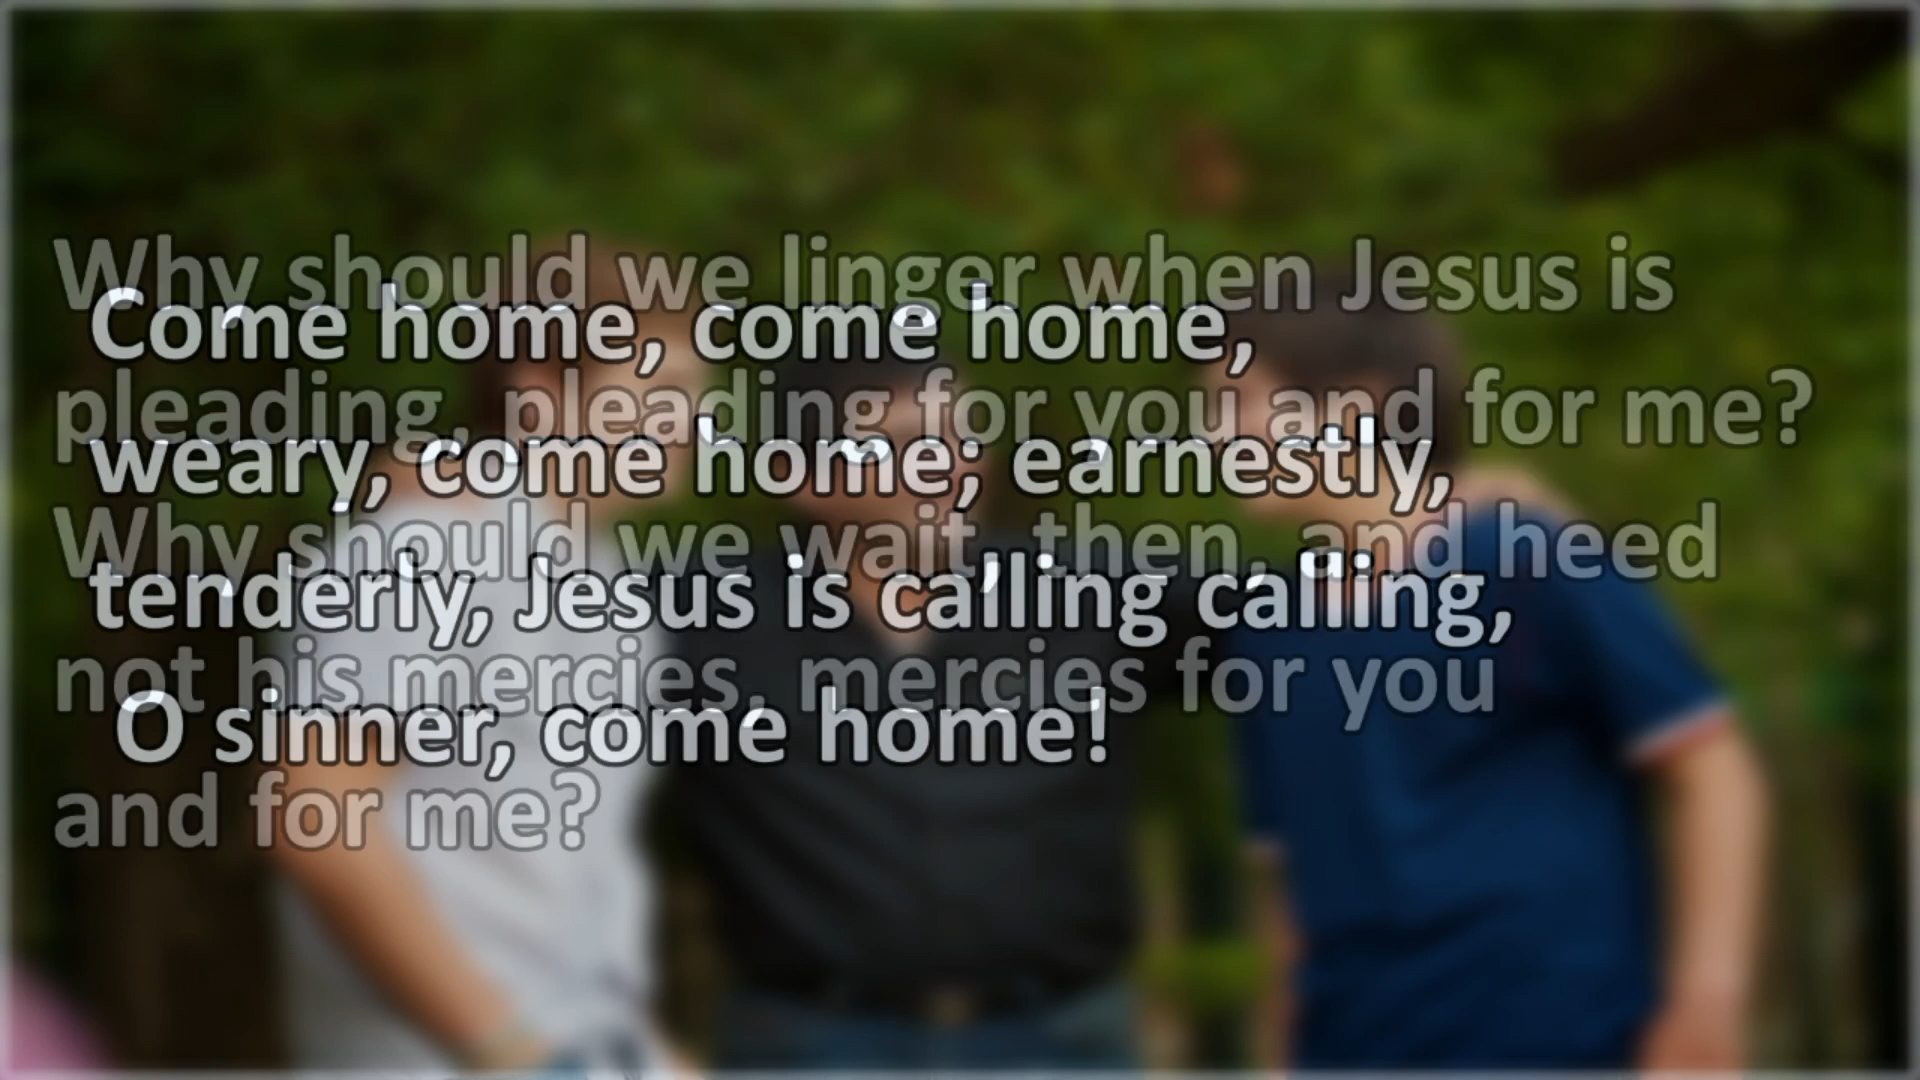 Why should we linger when Jesus is
pleading, pleading for you and for me?
Why should we wait, then, and heed
not his mercies, mercies for you
and for me?
Come home, come home,
weary, come home; earnestly,
tenderly, Jesus is calling calling,
O sinner, come home!